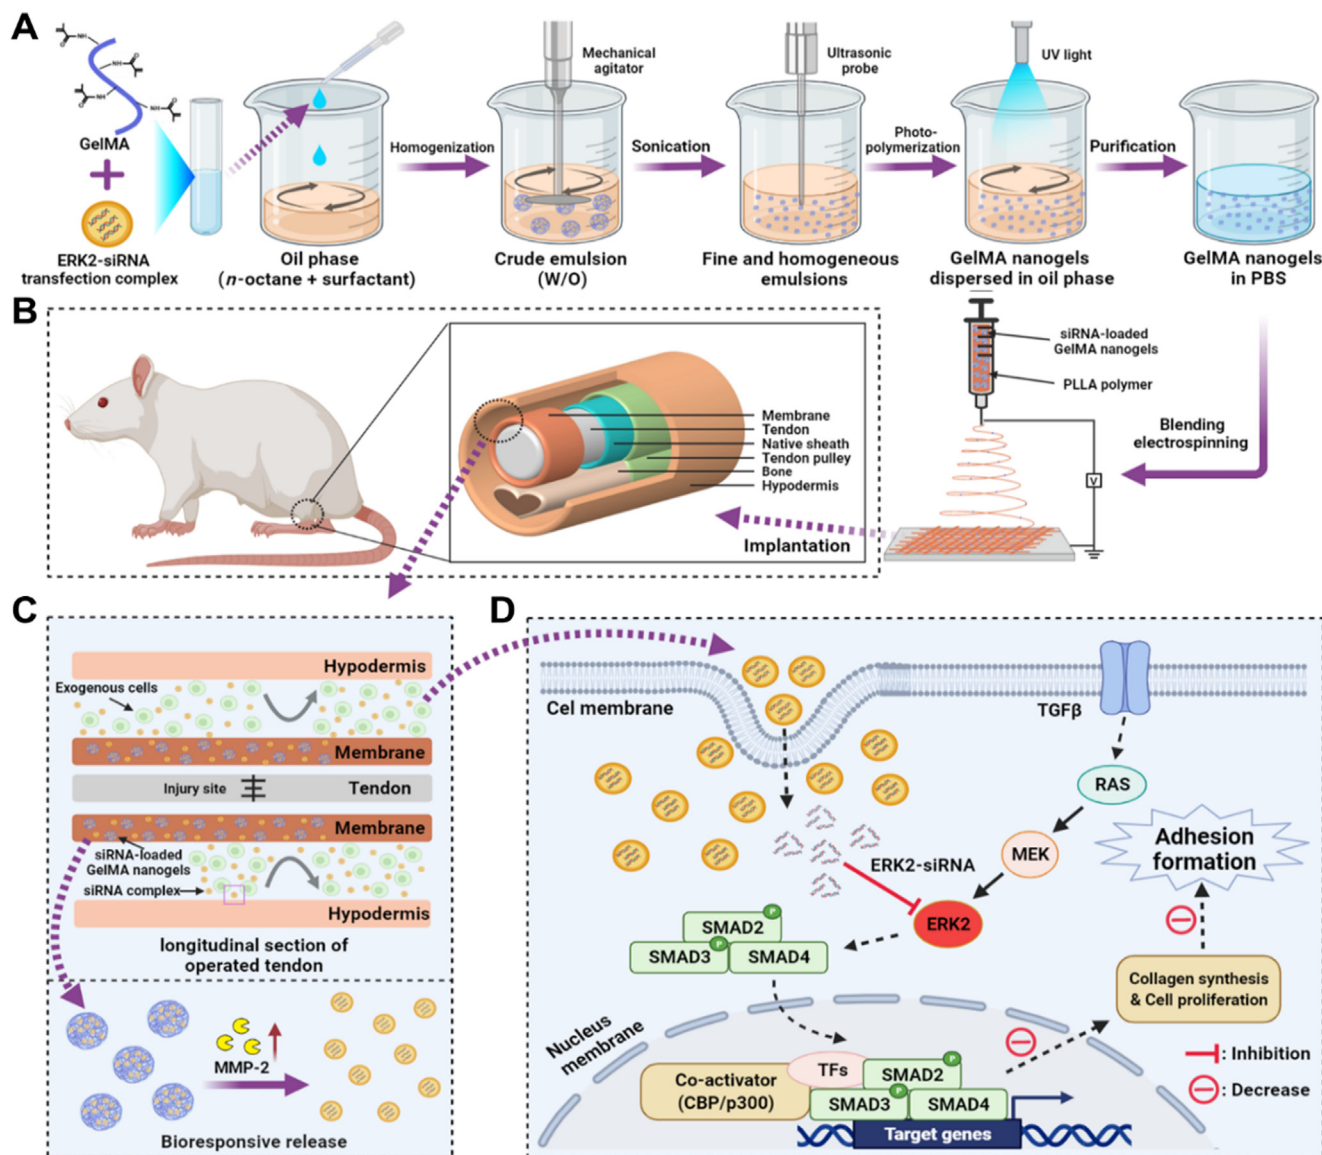 A
NH
NH
NH
NH
GelMA
+
ERK2-siRNA
transfection complex
Oil phase
(n-octane + surfactant)
Homogenization
Mechanical
agitator
Crude emulsion
(W/O)
Sonication
Ultrasonic
probe
Fine and homogeneous
emulsions
Photo-
polymerization
UV light
GelMA nanogels
dispersed in oil phase
Purification
GelMA nanogels
in PBS
B
Membrane
Tendon
Native sheath
Tendon pulley
Bone
Hypodermis
Implantation
siRNA-loaded
GelMA nanogels
PLLA polymer
V
Blending
electrospinning
C
Hypodermis
Exogenous cells
Membrane
Injury site
Tendon
Membrane
siRNA-loaded
GelMA nanogels
siRNA complex
Hypodermis
longitudinal section of
operated tendon
MMP-2
Bioresponsive release
D
Cel membrane
TGFβ
RAS
MEK
ERK2-siRNA
ERK2
Adhesion
formation
P
SMAD2
P
SMAD3
SMAD4
Collagen synthesis
& Cell proliferation
Nucleus
membrane
Co-activator
(CBP/p300)
TFs
P
SMAD2
P
SMAD3
SMAD4
Target genes
: Inhibition
: Decrease